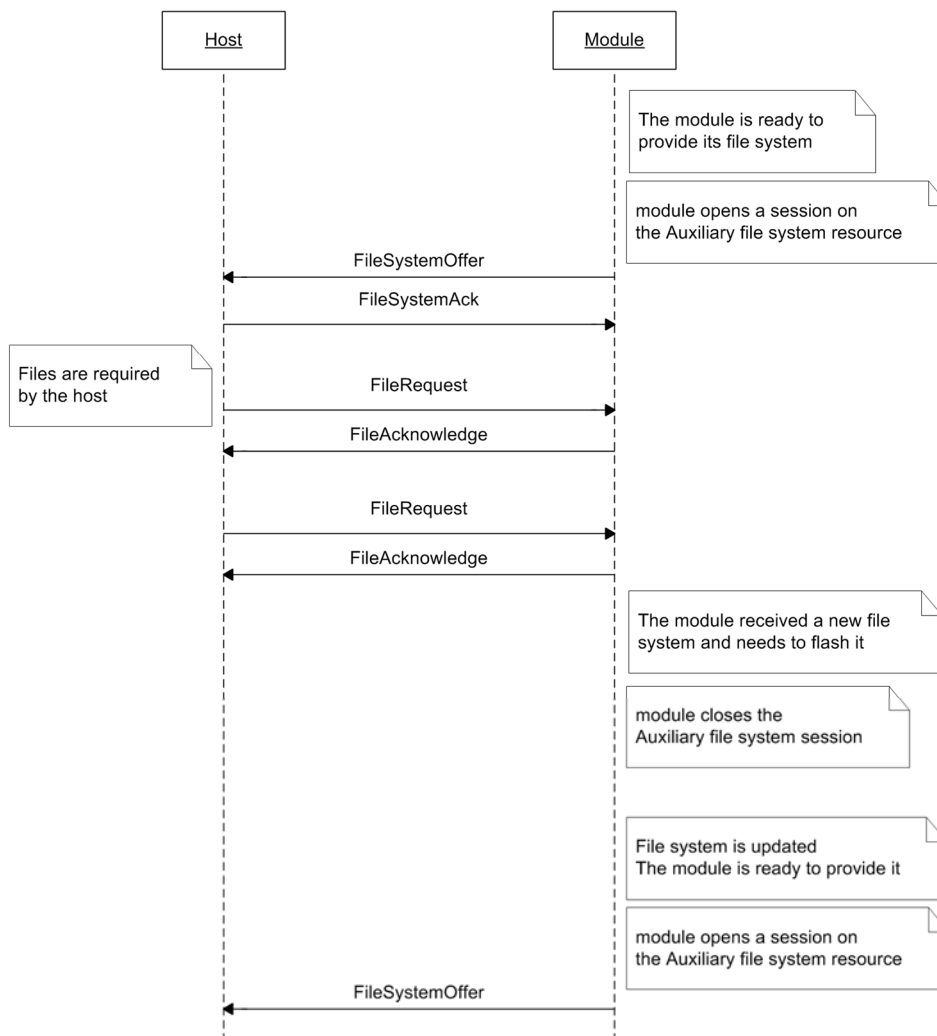 Host
Module
The module is ready to
provide its file system
module opens a session on
the Auxiliary file system resource
FileSystemOffer
FileSystemAck
Files are required
by the host
FileRequest
FileAcknowledge
FileRequest
FileAcknowledge
The module received a new file
system and needs to flash it
module closes the
Auxiliary file system session
File system is updated
The module is ready to provide it
module opens a session on
the Auxiliary file system resource
FileSystemOffer